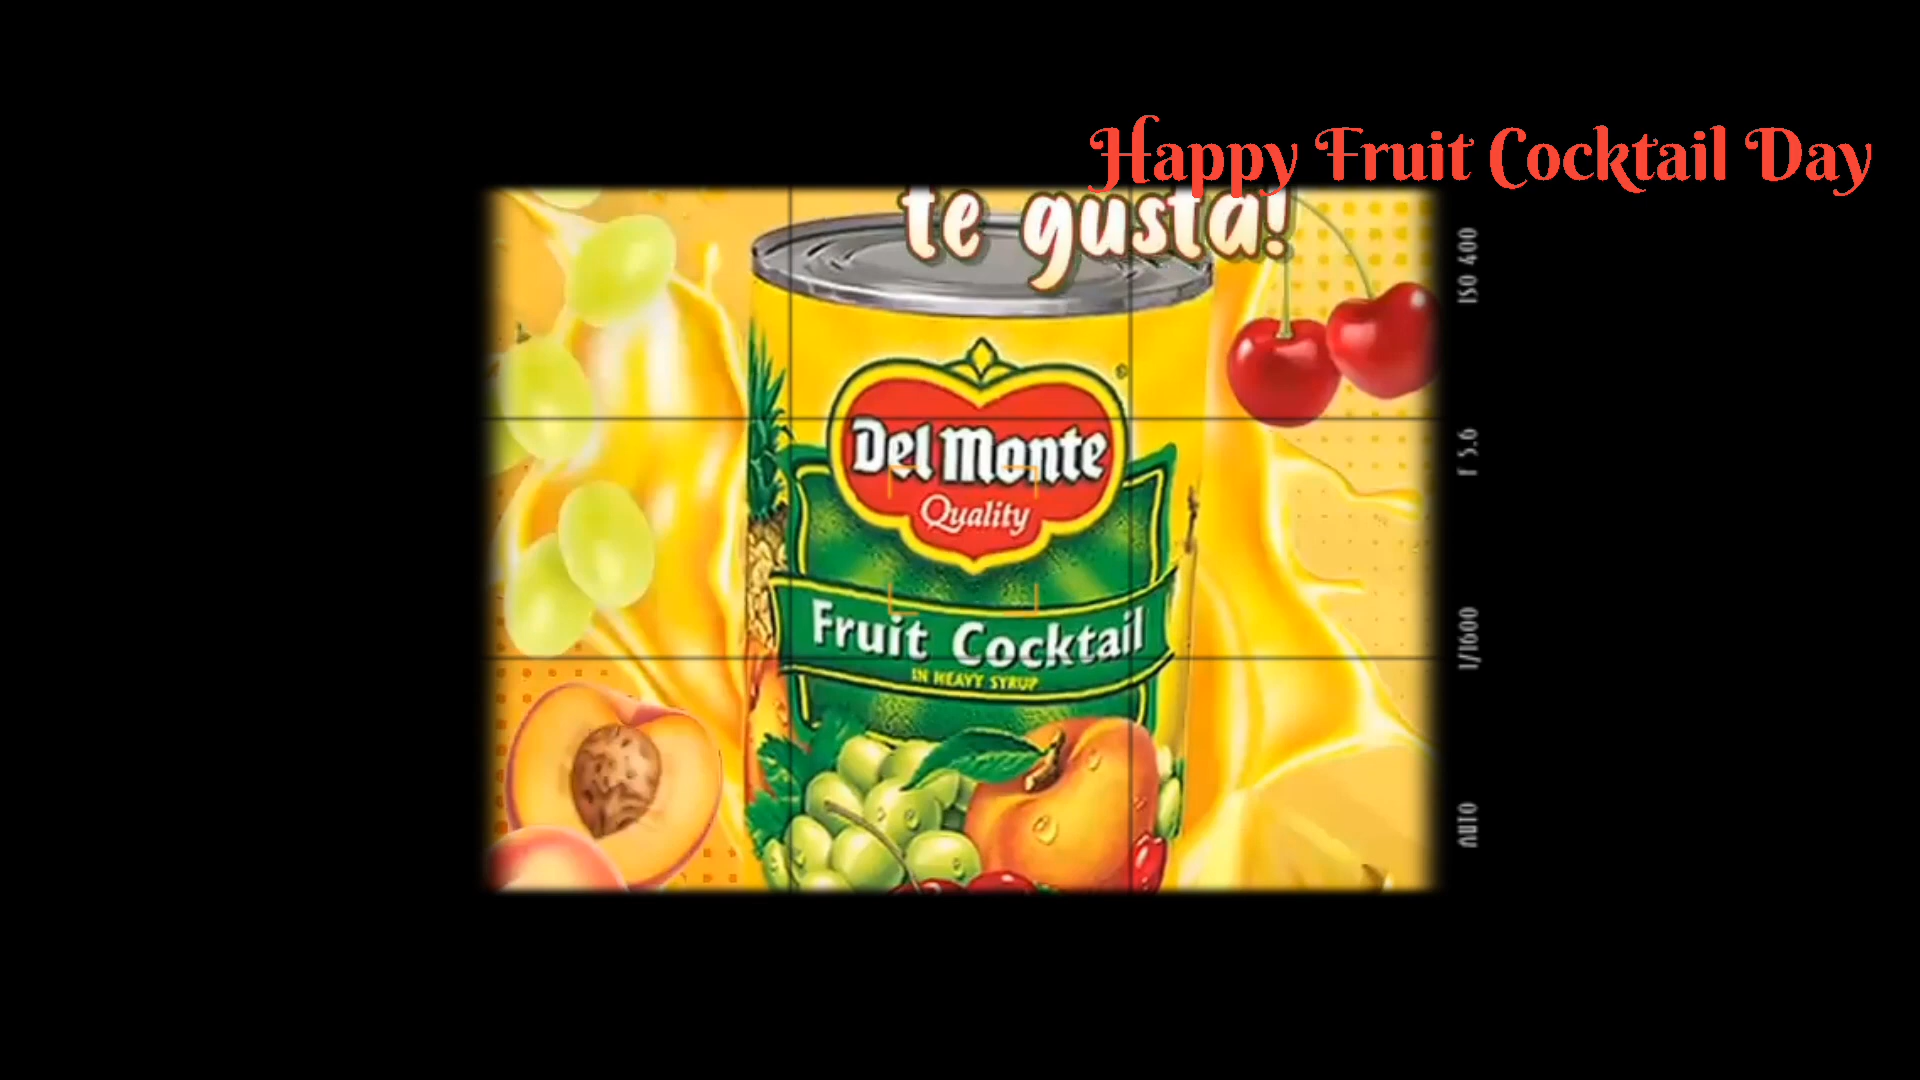 Happy Fruit Cocktail Day
te gusta!
ISO 400
Del Monte
Quality
F 5.6
Fruit Cocktail
IN HEAVY SYRUP
1/1600
AUTO